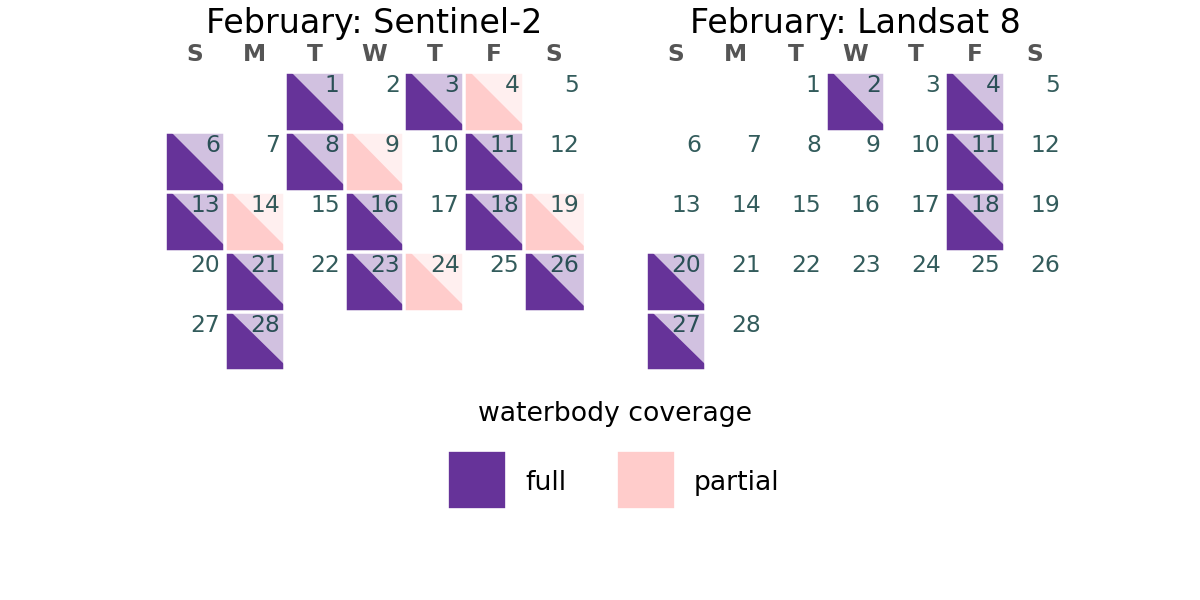 February: Sentinel-2
S M T W T F S
1 2 3 4 5
6 7 8 9 10 11 12
13 14 15 16 17 18 19
20 21 22 23 24 25 26
27 28
February: Landsat 8
S M T W T F S
1 2 3 4 5
6 7 8 9 10 11 12
13 14 15 16 17 18 19
20 21 22 23 24 25 26
27 28
waterbody coverage
full
partial